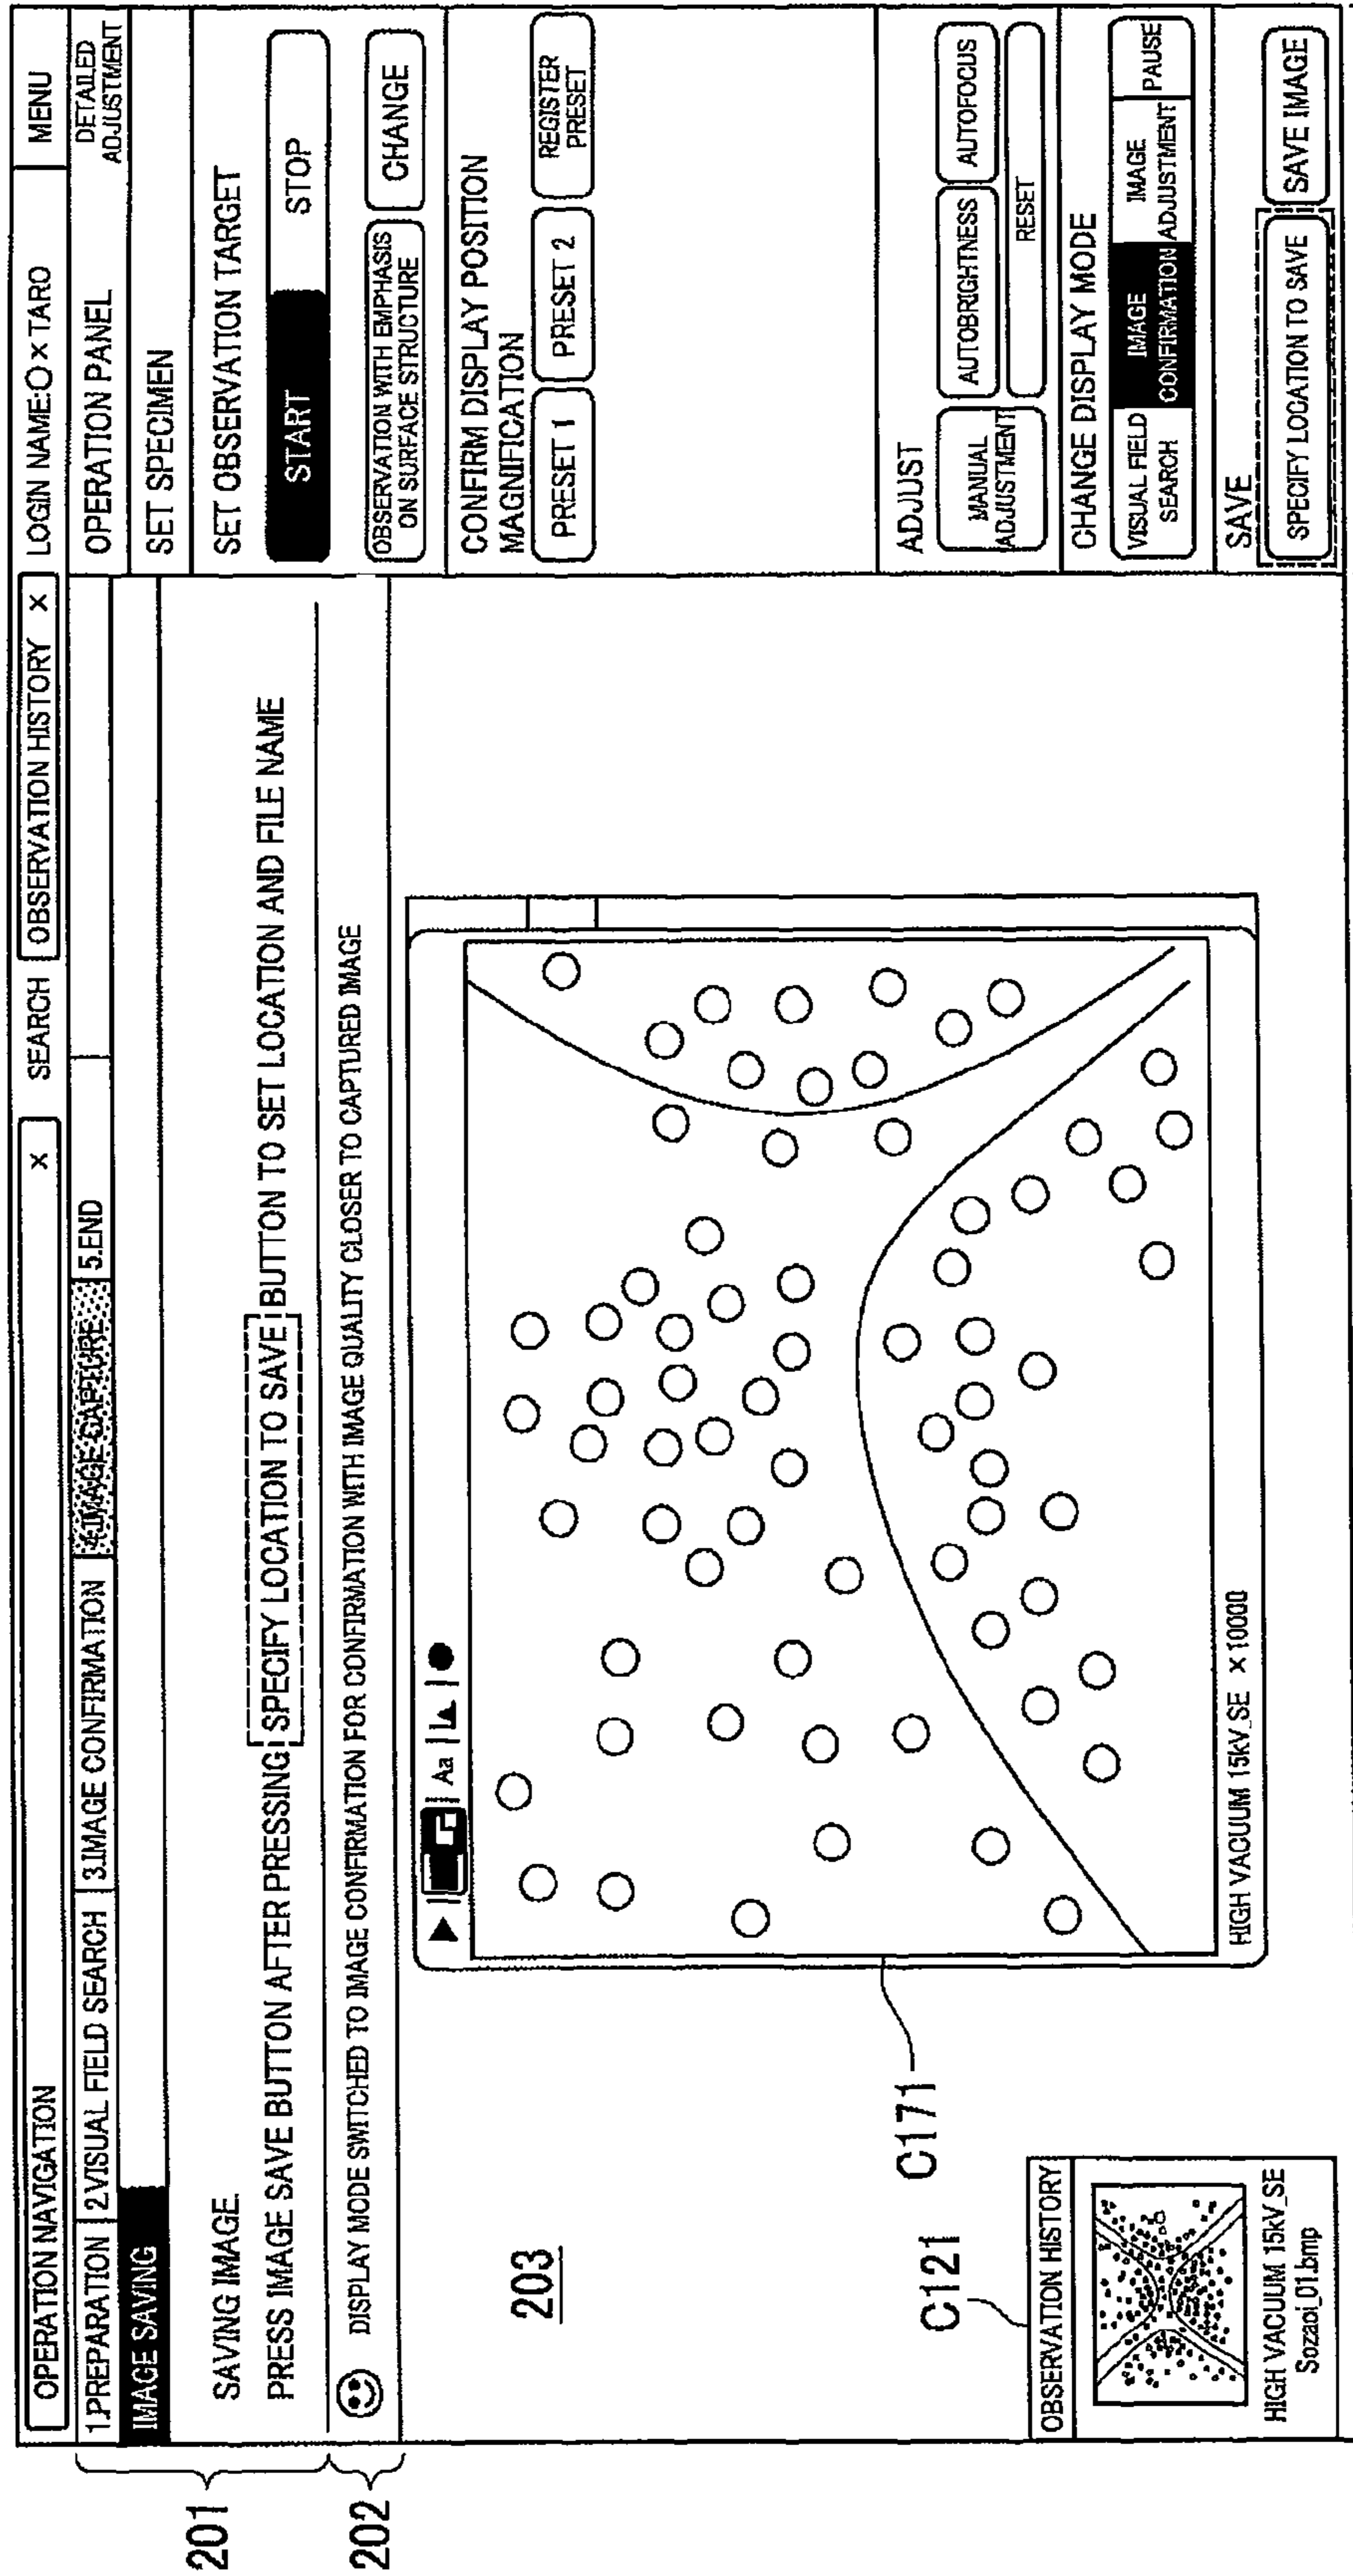 OPERATION NAVIGATION X SEARCH OBSERVATION HISTORY X LOGIN NAME:O×TARO MENU
1.PREPARATION 2.VISUAL FIELD SEARCH 3.IMAGE CONFIRMATION 4.IMAGE CAPTURE 5.END
IMAGE SAVING
SAVING IMAGE.
PRESS IMAGE SAVE BUTTON AFTER PRESSING SPECIFY LOCATION TO SAVE BUTTON TO SET LOCATION AND FILE NAME
DISPLAY MODE SWITCHED TO IMAGE CONFIRMATION FOR CONFIRMATION WITH IMAGE QUALITY CLOSER TO CAPTURED IMAGE
201
202
203
Aa
HIGH VACUUM 15kV_SE ×10000
C171
C121
OBSERVATION HISTORY
HIGH VACUUM 15kV_SE
Sozaoi_01.bmp
OPERATION PANEL
DETAILED
ADJUSTMENT
SET SPECIMEN
SET OBSERVATION TARGET
START STOP
OBSERVATION WITH EMPHASIS
ON SURFACE STRUCTURE
CHANGE
CONFIRM DISPLAY POSITION
MAGNIFICATION
PRESET 1 PRESET 2
REGISTER
PRESET
ADJUST
MANUAL
ADJUSTMENT
AUTOBRIGHTNESS AUTOFOCUS
RESET
CHANGE DISPLAY MODE
VISUAL FIELD
SEARCH
IMAGE
CONFIRMATION
IMAGE
ADJUSTMENT
PAUSE
SAVE
SPECIFY LOCATION TO SAVE SAVE IMAGE